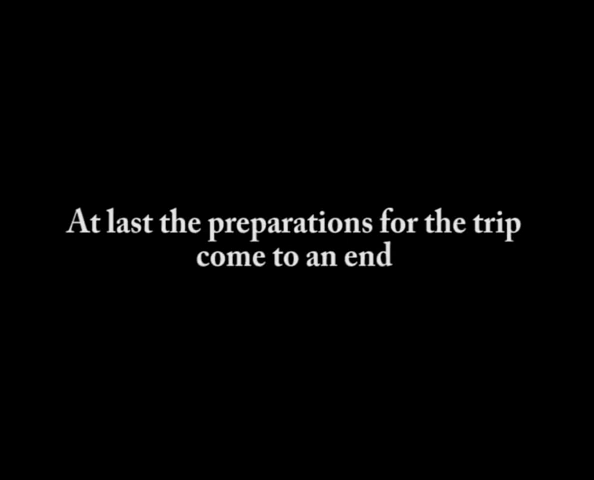 At last the preparations for the trip
come to an end